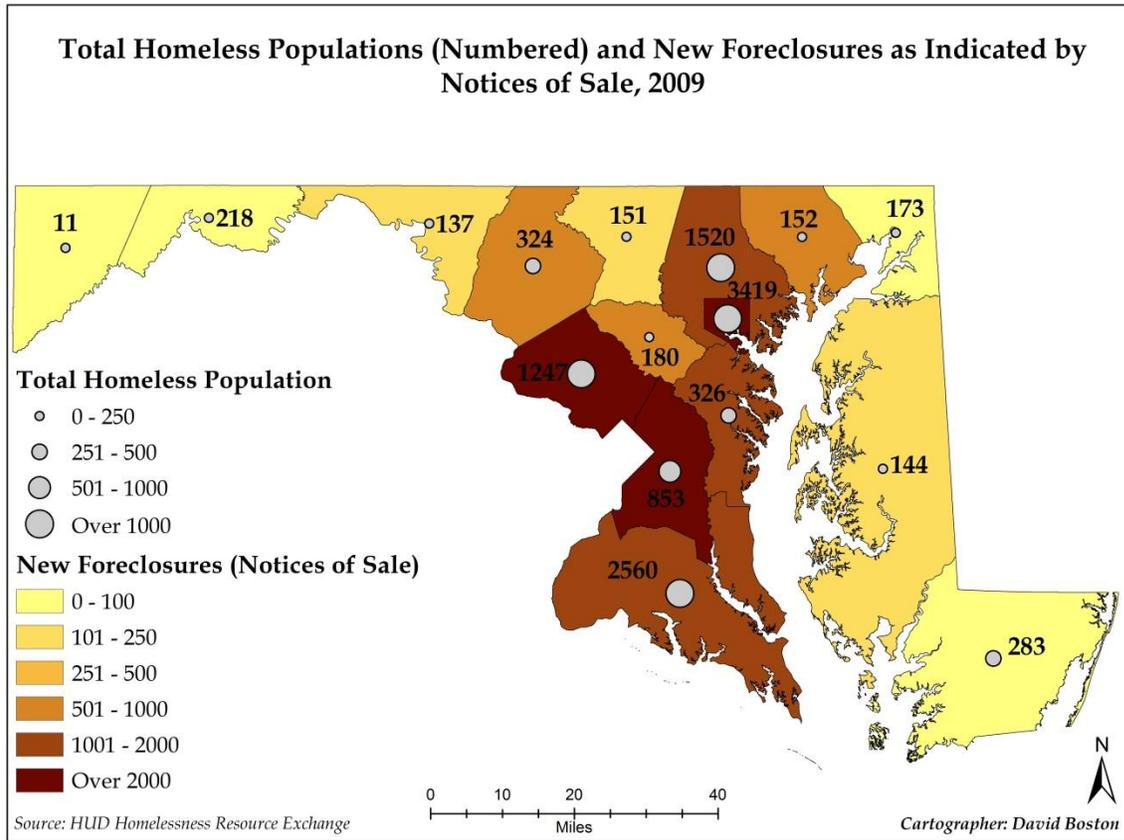 Total Homeless Populations (Numbered) and New Foreclosures as Indicated by
Notices of Sale, 2009
11
218
137
324
151
1520
152
173
3419
1247
180
326
144
853
2560
283
Total Homeless Population
0 - 250
251 - 500
501 - 1000
Over 1000
New Foreclosures (Notices of Sale)
0 - 100
101 - 250
251 - 500
501 - 1000
1001 - 2000
Over 2000
0 10 20 40
Miles
N
Source: HUD Homelessness Resource Exchange
Cartographer: David Boston